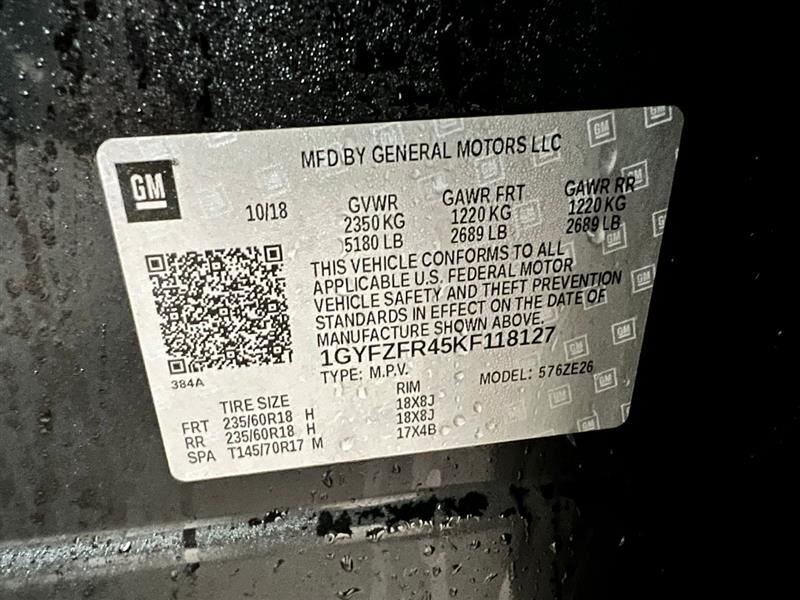 MFD BY GENERAL MOTORS LLC
GM
10/18
GVWR GAWR FRT GAWR RR
2350 KG 1220 KG 1220 KG
5180 LB 2689 LB 2689 LB
THIS VEHICLE CONFORMS TO ALL
APPLICABLE U.S. FEDERAL MOTOR
VEHICLE SAFETY AND THEFT PREVENTION
STANDARDS IN EFFECT ON THE DATE OF
MANUFACTURE SHOWN ABOVE.
1GYFZFR45KF118127
TYPE: M.P.V. MODEL: 576ZE26
384A
TIRE SIZE RIM
FRT 235/60R18 H 18X8J
RR 235/60R18 H 18X8J
SPA T145/70R17 M 17X4B